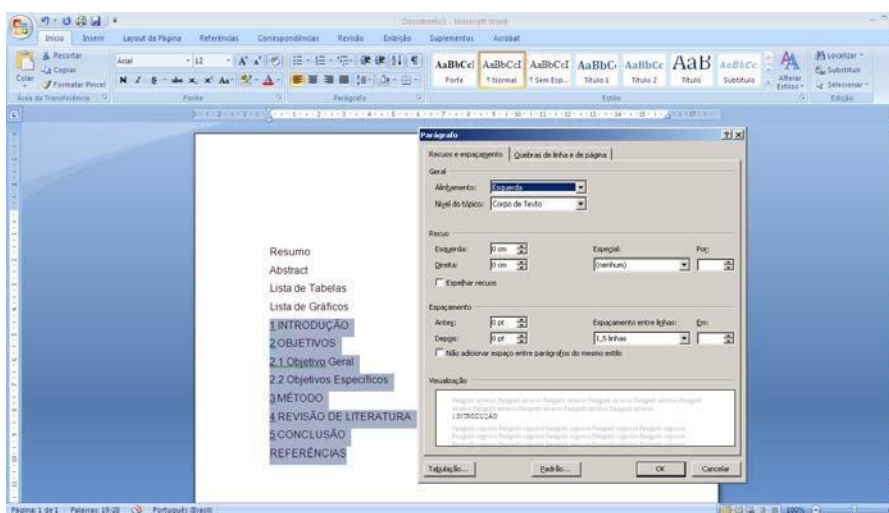 Documento1 - Microsoft Word
Início Inserir Layout da Página Referências Correspondências Revisão Exibição Suplementos Acrobat
Colar
Recortar
Copiar
Formatar Pincel
Área de Transferência
Arial 12
N I S abc
Fonte
Parágrafo
AaBbCcI AaBbCcI AaBbCcI AaBbC AaBbCc AaB AaBbCc
Forte ¶ Normal ¶ Sem Esp... Título 1 Título 2 Título Subtítulo
Alterar Estilos
Estilo
Localizar
Substituir
Selecionar
Edição
Parágrafo
Recuos e espaçamento Quebras de linha e de página
Geral
Alinhamento: Esquerda
Nível do tópico: Corpo de Texto
Recuo
Esquerda: 0 cm Especial: Por:
Direita: 0 cm (nenhum)
Espelhar recuos
Espaçamento
Antes: 0 pt Espaçamento entre linhas: Em:
Depois: 0 pt 1,5 linhas
Não adicionar espaço entre parágrafos do mesmo estilo
Visualização
1 INTRODUÇÃO
Tabulação... Padrão... OK Cancelar
Resumo
Abstract
Lista de Tabelas
Lista de Gráficos
1 INTRODUÇÃO
2 OBJETIVOS
2.1 Objetivo Geral
2.2 Objetivos Específicos
3 MÉTODO
4 REVISÃO DE LITERATURA
5 CONCLUSÃO
REFERÊNCIAS
Página: 1 de 1 Palavras: 19/28 Português (Brasil) 100%